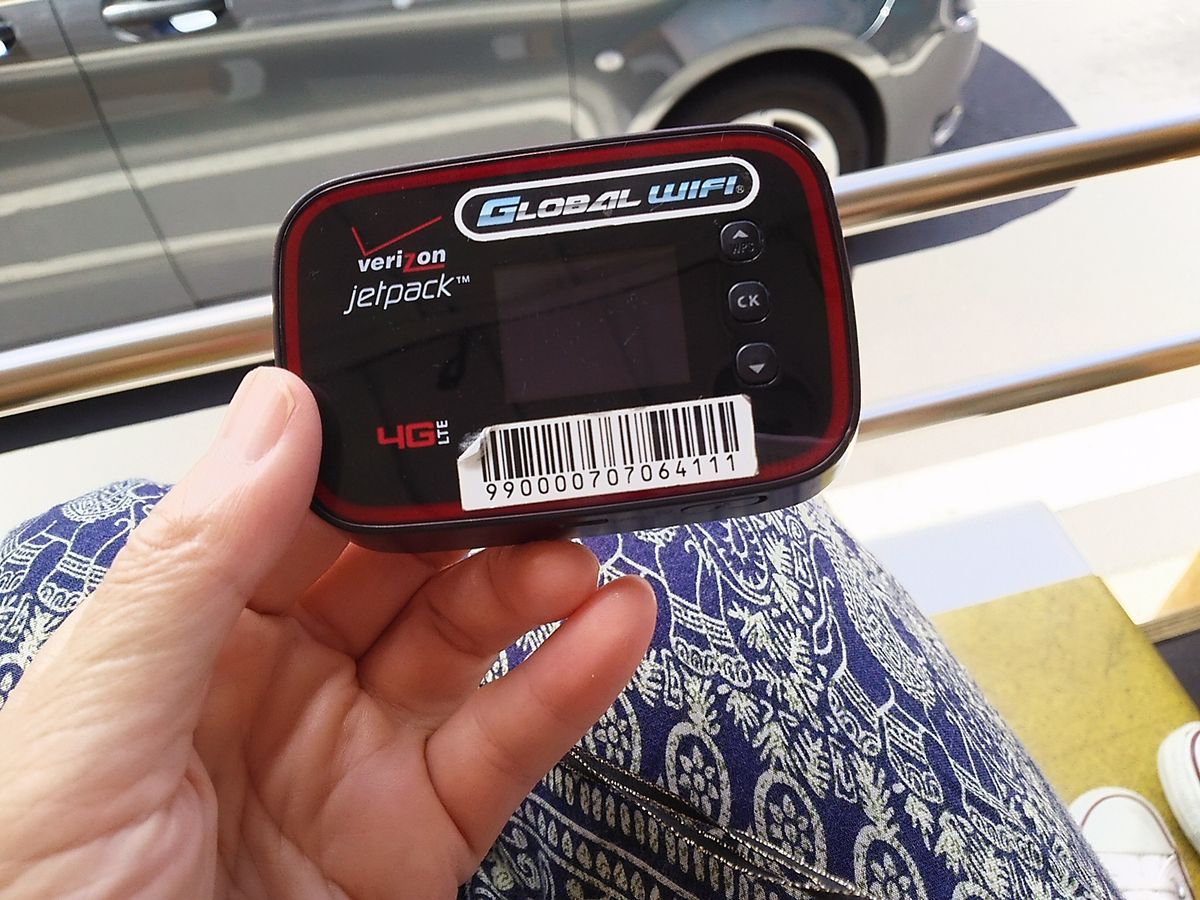 GLOBAL WIFI®
verizon
jetpack™
WPS
OK
4G LTE
990000707064111